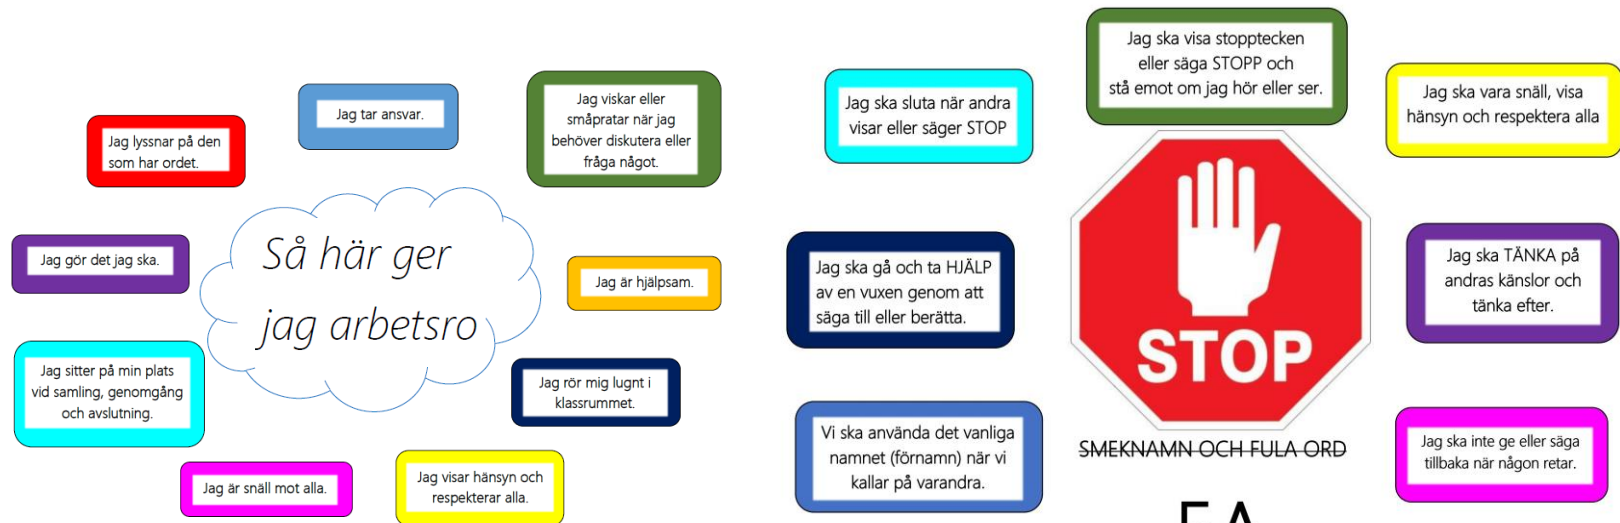 Jag tar ansvar.
Jag viskar eller
småpratar när jag
behöver diskutera eller
fråga något.
Jag lyssnar på den
som har ordet.
Så här ger
jag arbetsro
Jag gör det jag ska.
Jag är hjälpsam.
Jag sitter på min plats
vid samling, genomgång
och avslutning.
Jag rör mig lugnt i
klassrummet.
Jag är snäll mot alla.
Jag visar hänsyn och
respekterar alla.
Jag ska visa stopptecken
eller säga STOPP och
stå emot om jag hör eller ser.
Jag ska sluta när andra
visar eller säger STOP
Jag ska vara snäll, visa
hänsyn och respektera alla
Jag ska gå och ta HJÄLP
av en vuxen genom att
säga till eller berätta.
STOP
Jag ska TÄNKA på
andras känslor och
tänka efter.
Vi ska använda det vanliga
namnet (förnamn) när vi
kallar på varandra.
SMEKNAMN OCH FULA ORD
Jag ska inte ge eller säga
tillbaka när någon retar.